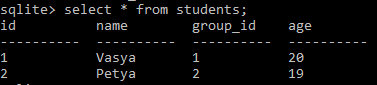 sqlite> select * from students;
id          name        group_id    age
----------  ----------  ----------  ----------
1           Vasya       1           20
2           Petya       2           19